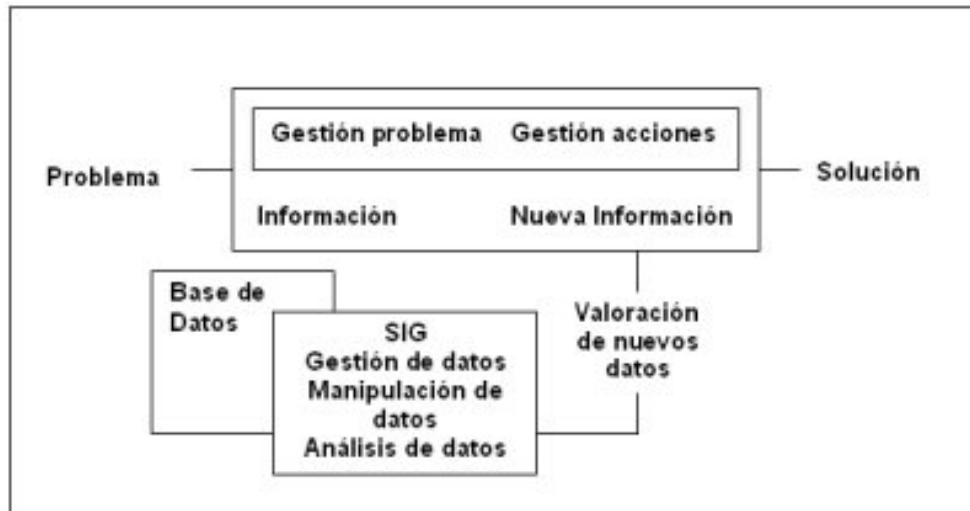 Gestión problema
Gestión acciones
Problema
Solución
Información
Nueva Información
Base de
Datos
SIG
Gestión de datos
Manipulación de
datos
Análisis de datos
Valoración
de nuevos
datos